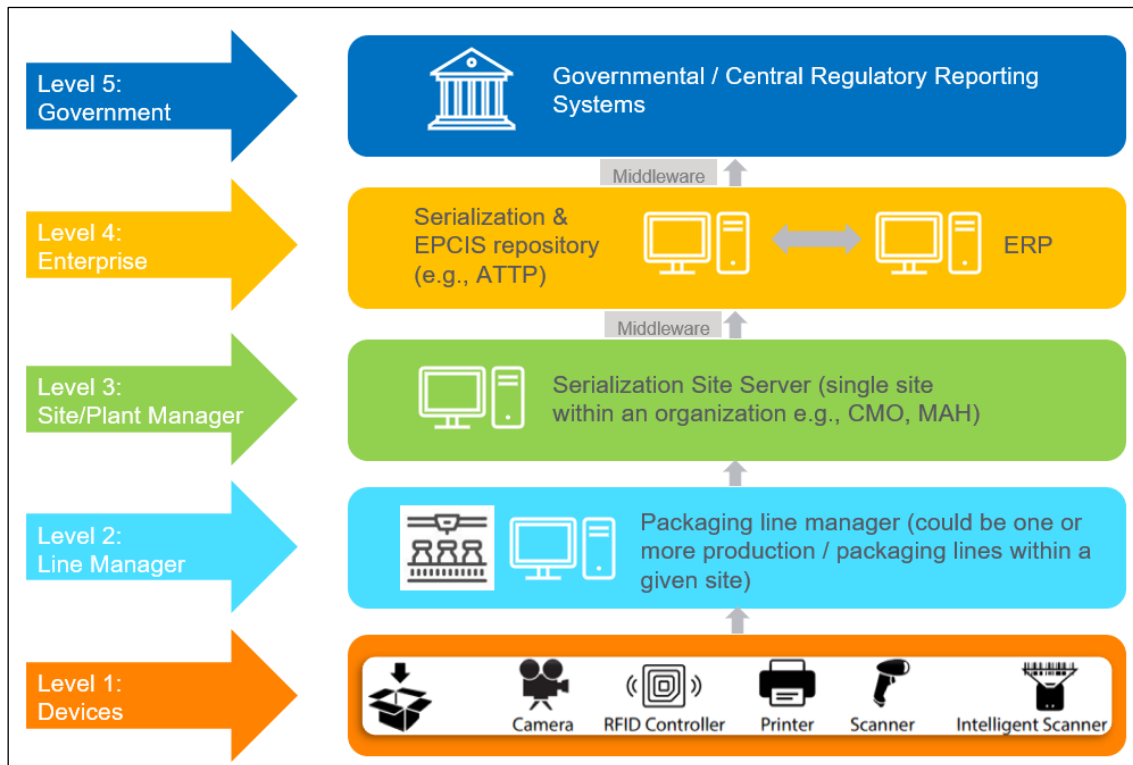 Level 5:
Government
Governmental / Central Regulatory Reporting
Systems
Middleware
Level 4:
Enterprise
Serialization &
EPCIS repository
(e.g., ATTP)
ERP
Middleware
Level 3:
Site/Plant Manager
Serialization Site Server (single site
within an organization e.g., CMO, MAH)
Level 2:
Line Manager
Packaging line manager (could be one or
more production / packaging lines within a
given site)
Level 1:
Devices
Camera
RFID Controller
Printer
Scanner
Intelligent Scanner